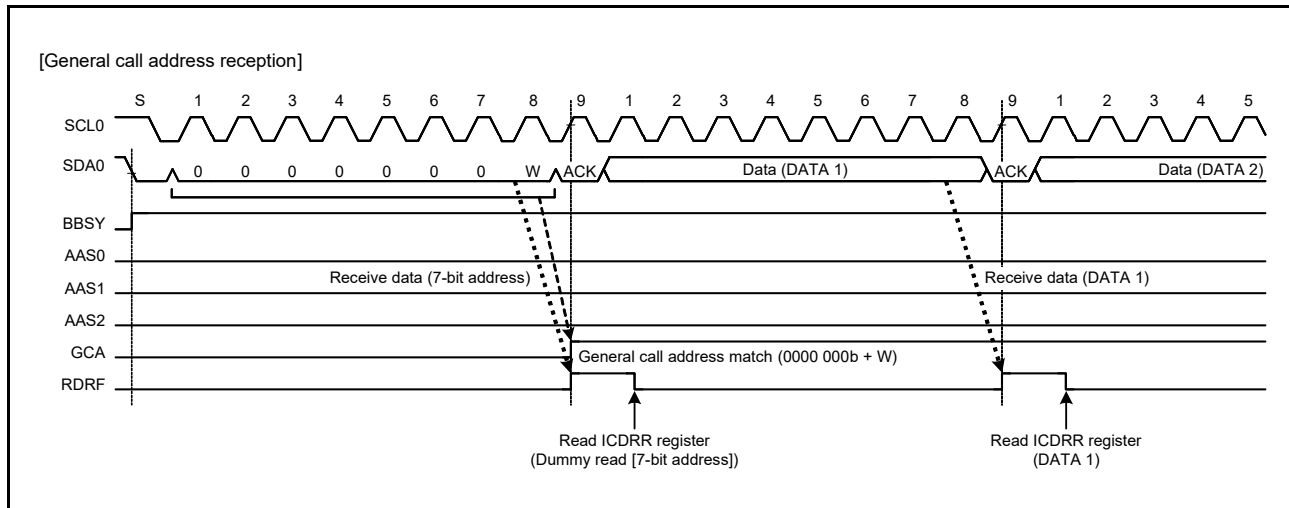 [General call address reception]
S 1 2 3 4 5 6 7 8 9 1 2 3 4 5 6 7 8 9 1 2 3 4 5
SCL0
SDA0 0 0 0 0 0 0 0 W ACK Data (DATA 1) ACK Data (DATA 2)
BBSY
AAS0
Receive data (7-bit address) Receive data (DATA 1)
AAS1
AAS2
GCA General call address match (0000 000b + W)
RDRF
Read ICDRR register Read ICDRR register
(Dummy read [7-bit address]) (DATA 1)